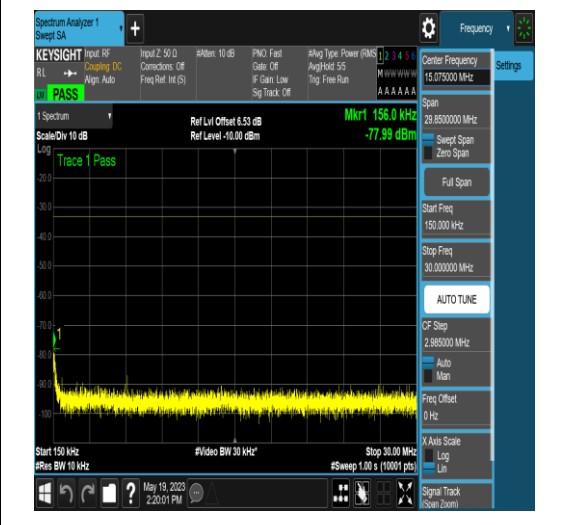 Spectrum Analyzer 1
Swept SA
+
Frequency
KEYSIGHT
RL
PASS
Input: RF
Coupling: DC
Align: Auto
Input Z: 50 Ω
Corrections: Off
Freq Ref: Int (S)
#Atten: 10 dB
PNO: Fast
Gate: Off
IF Gain: Low
Sig Track: Off
#Avg Type: Power (RMS
Avg|Hold: 5/5
Trig: Free Run
1 2 3 4 5 6
M w w w w w
A A A A A A
1 Spectrum
Scale/Div 10 dB
Ref Lvl Offset 6.53 dB
Ref Level -10.00 dBm
Mkr1 156.0 kHz
-77.99 dBm
Log
Trace 1 Pass
-20.0
-30.0
-40.0
-50.0
-60.0
-70.0
1
-80.0
-90.0
-100
Start 150 kHz
#Res BW 10 kHz
#Video BW 30 kHz*
Stop 30.00 MHz
#Sweep 1.00 s (10001 pts)
?
May 19, 2023
2:20:01 PM
Center Frequency
15.075000 MHz
Settings
Span
29.8500000 MHz
Swept Span
Zero Span
Full Span
Start Freq
150.000 kHz
Stop Freq
30.000000 MHz
AUTO TUNE
CF Step
2.985000 MHz
Auto
Man
Freq Offset
0 Hz
X Axis Scale
Log
Lin
Signal Track
(Span Zoom)